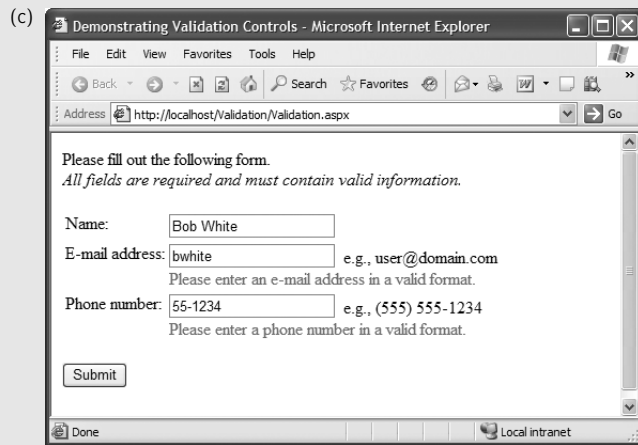 (c)
Demonstrating Validation Controls - Microsoft Internet Explorer
File Edit View Favorites Tools Help
Back Search Favorites W »
Address http://localhost/Validation/Validation.aspx Go
Please fill out the following form.
All fields are required and must contain valid information.
Name: Bob White
E-mail address: bwhite e.g., user@domain.com
Please enter an e-mail address in a valid format.
Phone number: 55-1234 e.g., (555) 555-1234
Please enter a phone number in a valid format.
Submit
Done Local intranet